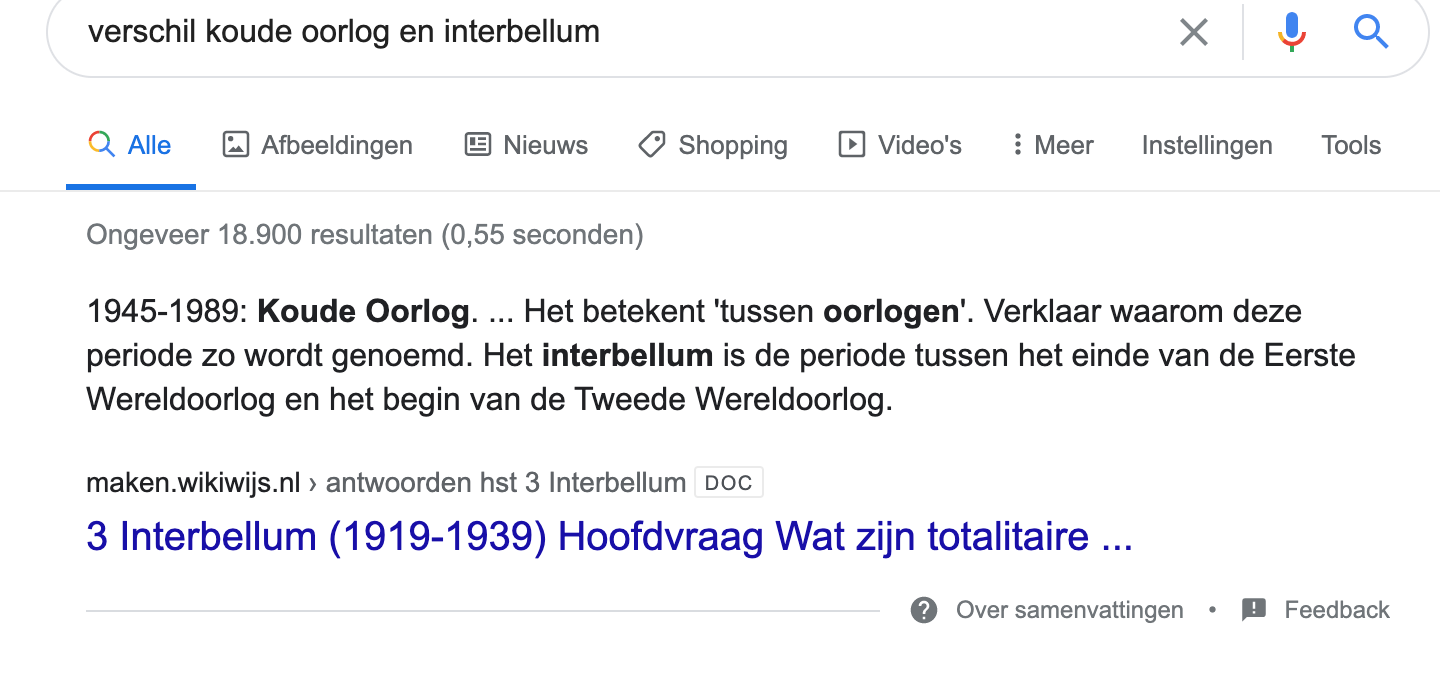 verschil koude oorlog en interbellum
Alle Afbeeldingen Nieuws Shopping Video's Meer Instellingen Tools
Ongeveer 18.900 resultaten (0,55 seconden)
1945-1989: Koude Oorlog. ... Het betekent 'tussen oorlogen'. Verklaar waarom deze
periode zo wordt genoemd. Het interbellum is de periode tussen het einde van de Eerste
Wereldoorlog en het begin van de Tweede Wereldoorlog.
maken.wikiwijs.nl › antwoorden hst 3 Interbellum DOC
3 Interbellum (1919-1939) Hoofdvraag Wat zijn totalitaire ...
Over samenvattingen • Feedback